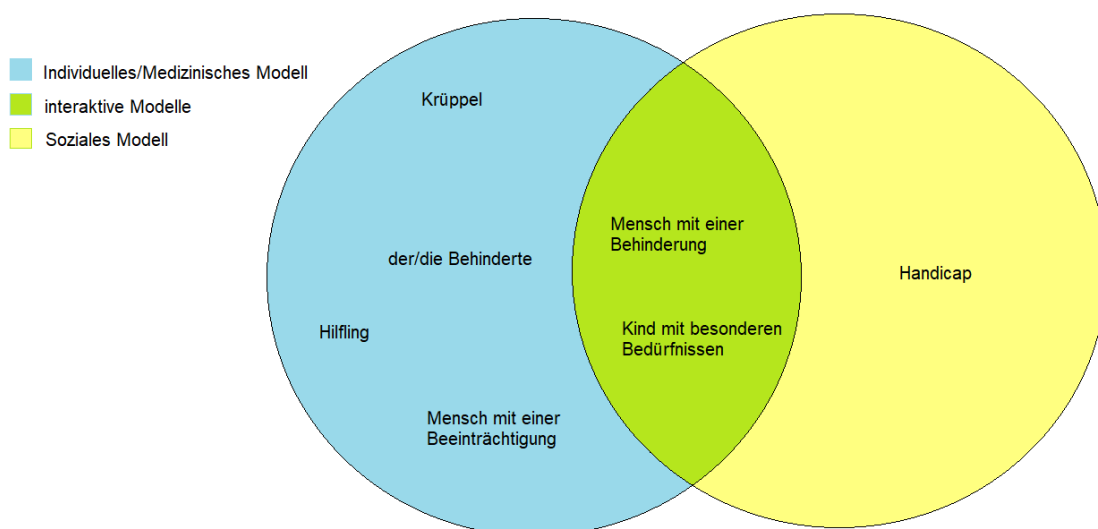 Individuelles/Medizinisches Modell
interaktive Modelle
Soziales Modell
Krüppel
der/die Behinderte
Hilfling
Mensch mit einer
Beeinträchtigung
Mensch mit einer
Behinderung
Kind mit besonderen
Bedürfnissen
Handicap